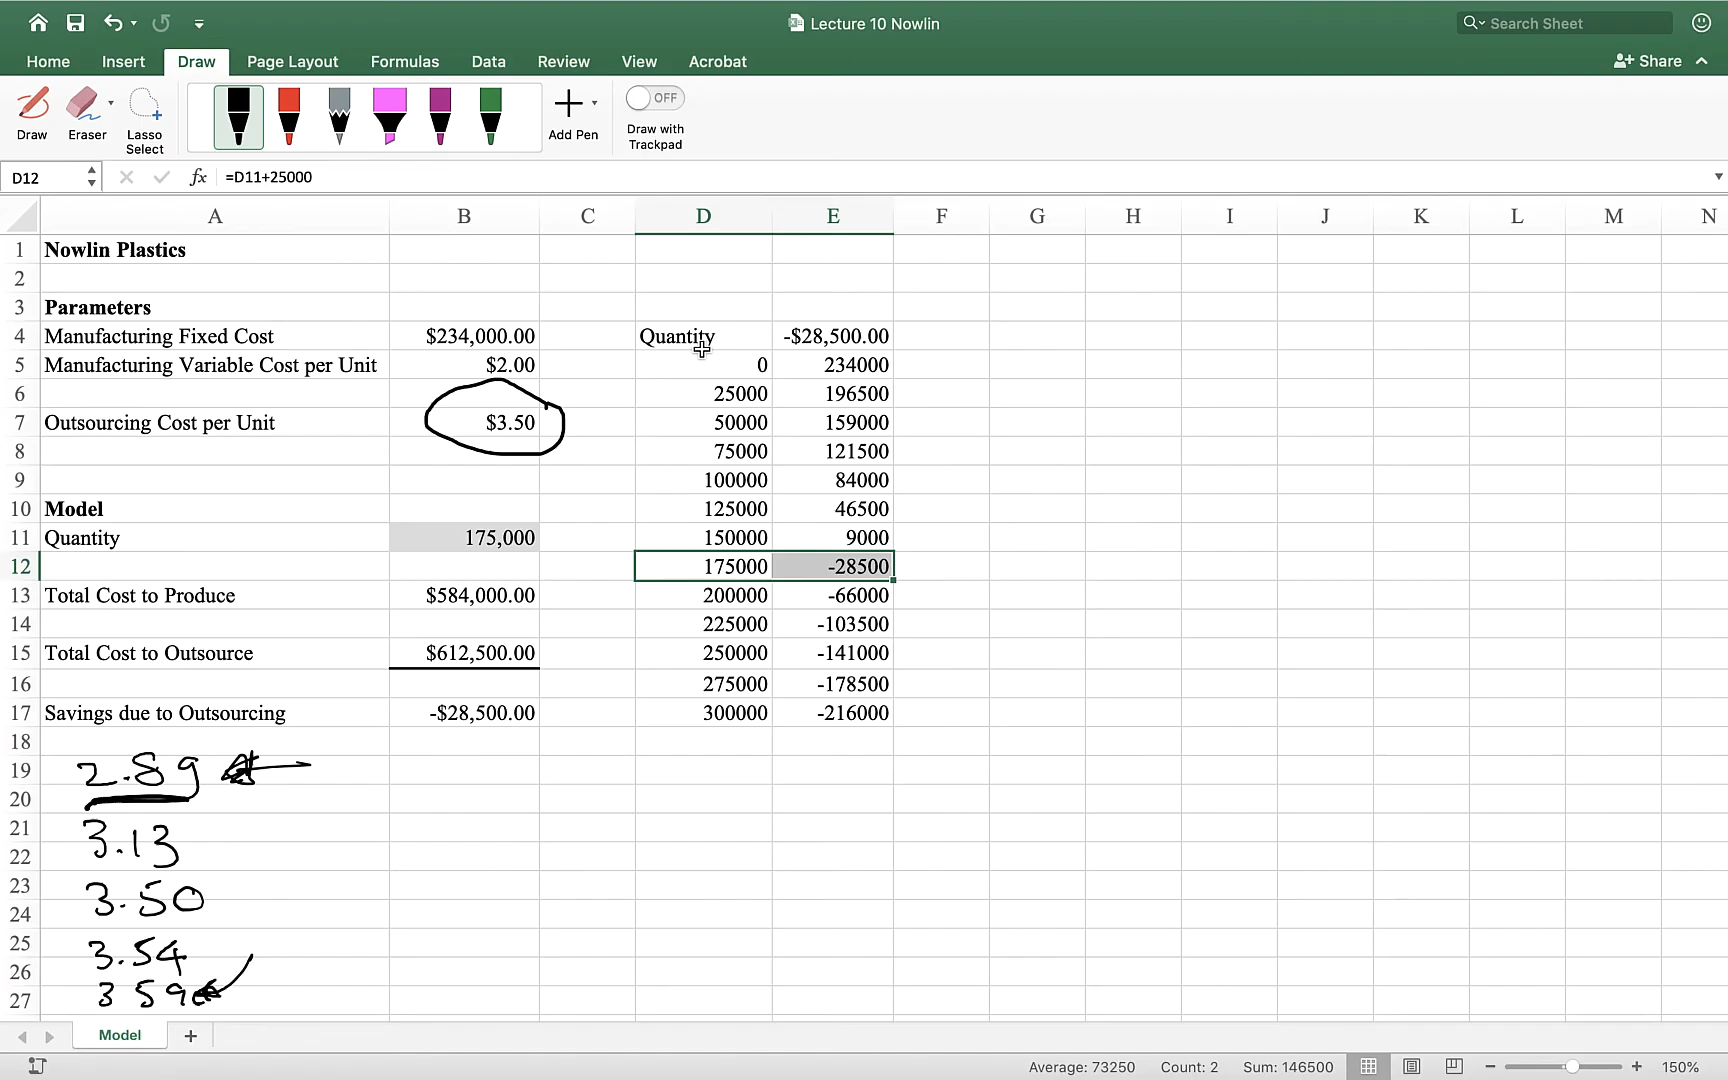 Lecture 10 Nowlin
Search Sheet
Home Insert Draw Page Layout Formulas Data Review View Acrobat
Share
Draw
Eraser
Lasso
Select
Add Pen
OFF
Draw with
Trackpad
D12
fx =D11+25000
A B C D E F G H I J K L M N
1 Nowlin Plastics
2
3 Parameters
4 Manufacturing Fixed Cost $234,000.00 Quantity -$28,500.00
5 Manufacturing Variable Cost per Unit $2.00 0 234000
6 25000 196500
7 Outsourcing Cost per Unit $3.50 50000 159000
8 75000 121500
9 100000 84000
10 Model 125000 46500
11 Quantity 175,000 150000 9000
12 175000 -28500
13 Total Cost to Produce $584,000.00 200000 -66000
14 225000 -103500
15 Total Cost to Outsource $612,500.00 250000 -141000
16 275000 -178500
17 Savings due to Outsourcing -$28,500.00 300000 -216000
18
19 2.89
20
21 3.13
22
23 3.50
24
25 3.54
26
27 3 59
Model
Average: 73250 Count: 2 Sum: 146500 150%